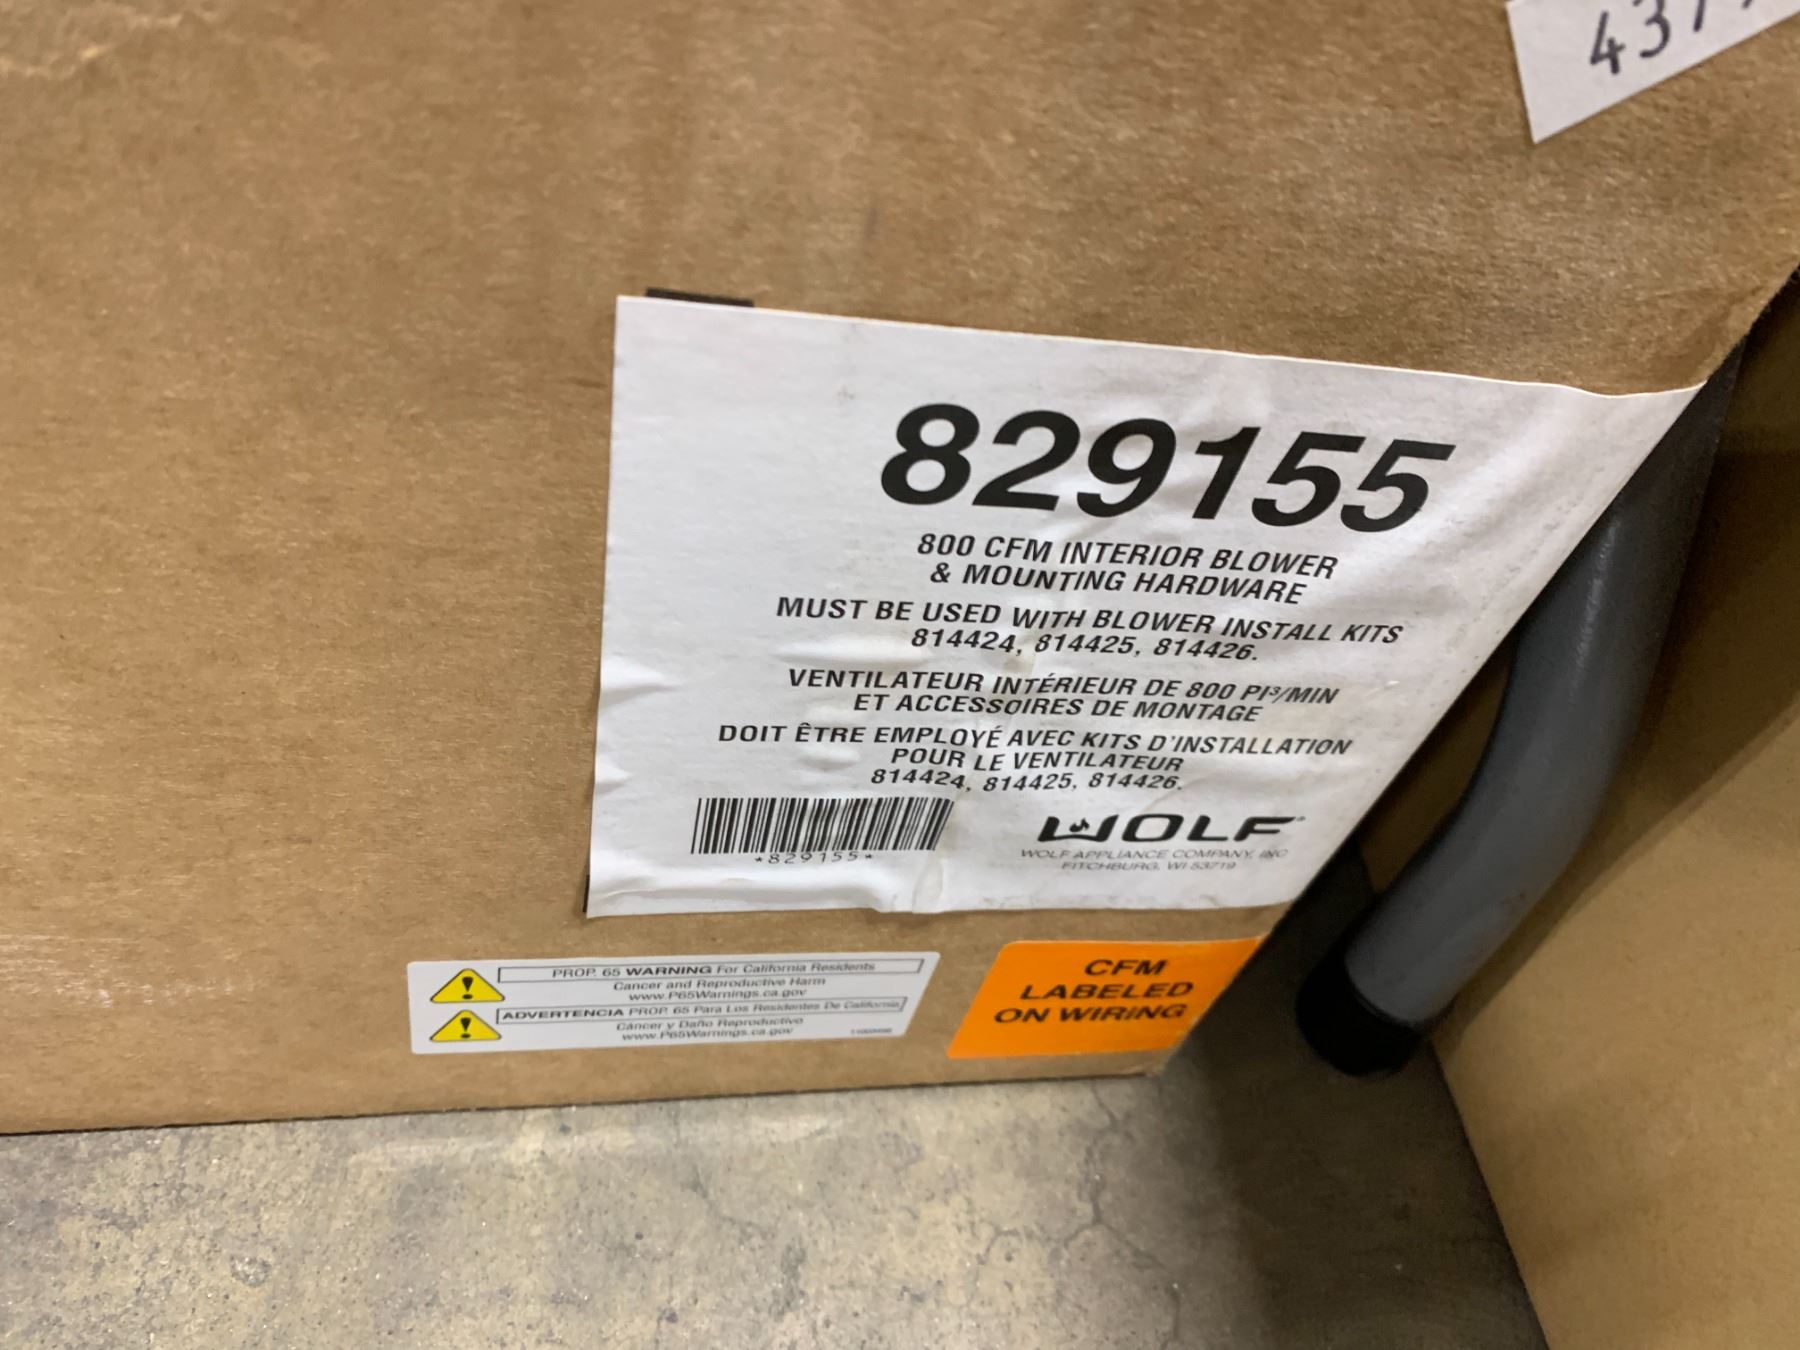 829155
800 CFM INTERIOR BLOWER
& MOUNTING HARDWARE
MUST BE USED WITH BLOWER INSTALL KITS
814424, 814425, 814426.
VENTILATEUR INTÉRIEUR DE 800 PI³/MIN
ET ACCESSOIRES DE MONTAGE
DOIT ÊTRE EMPLOYÉ AVEC KITS D'INSTALLATION
POUR LE VENTILATEUR
814424, 814425, 814426.
*829155*
WOLF®
WOLF APPLIANCE COMPANY, INC
FITCHBURG, WI 53719
PROP. 65 WARNING For California Residents
Cancer and Reproductive Harm
www.P65Warnings.ca.gov
ADVERTENCIA PROP. 65 Para Los Residentes De California
Cáncer y Daño Reproductivo
www.P65Warnings.ca.gov
CFM
LABELED
ON WIRING